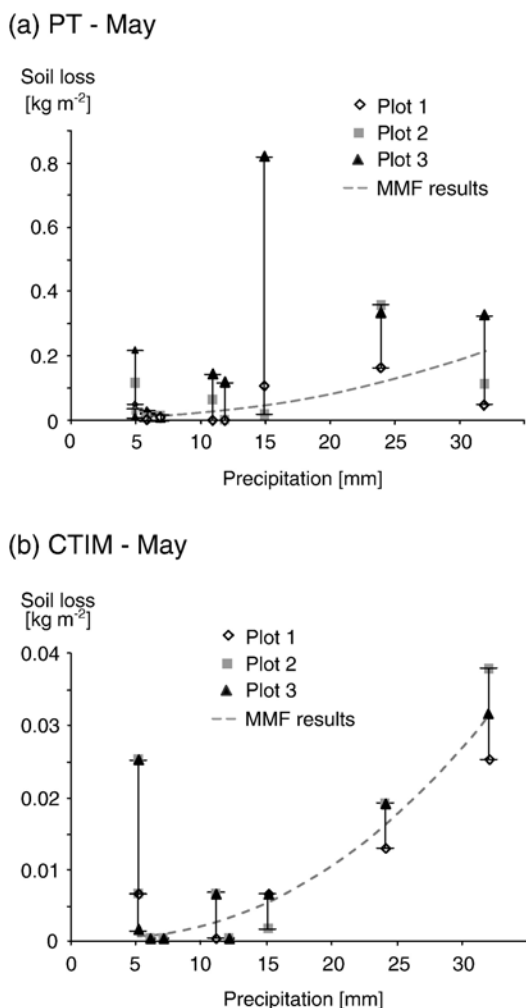 (a) PT - May
Soil loss
[kg m⁻²]
Plot 1
Plot 2
Plot 3
MMF results
0.8
0.6
0.4
0.2
0
0 5 10 15 20 25 30
Precipitation [mm]
(b) CTIM - May
Soil loss
[kg m⁻²]
Plot 1
Plot 2
Plot 3
MMF results
0.04
0.03
0.02
0.01
0
0 5 10 15 20 25 30
Precipitation [mm]